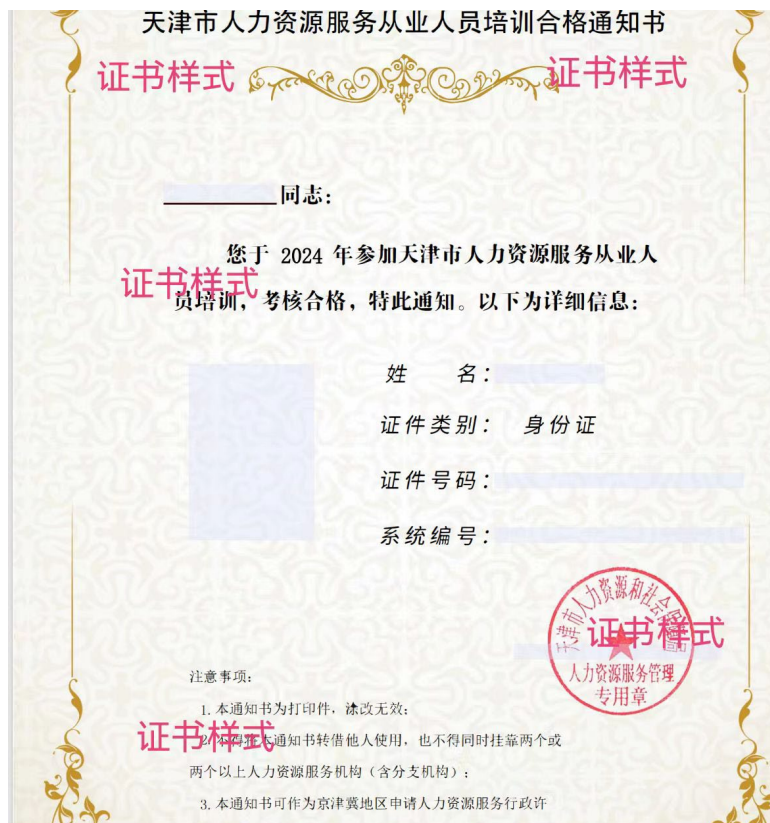 天津市人力资源服务从业人员培训合格通知书
证书样式
证书样式
同志：
您于 2024 年参加天津市人力资源服务从业人
证书样式
员培训，考核合格，特此通知。以下为详细信息：
姓 名：
证件类别： 身份证
证件号码：
系统编号：
天津市人力资源和社会保障局
证书样式
人力资源服务管理
专用章
注意事项：
1. 本通知书为打印件，涂改无效；
证书样式
2. 不得将本通知书转借他人使用，也不得同时挂靠两个或
两个以上人力资源服务机构（含分支机构）；
3. 本通知书可作为京津冀地区申请人力资源服务行政许